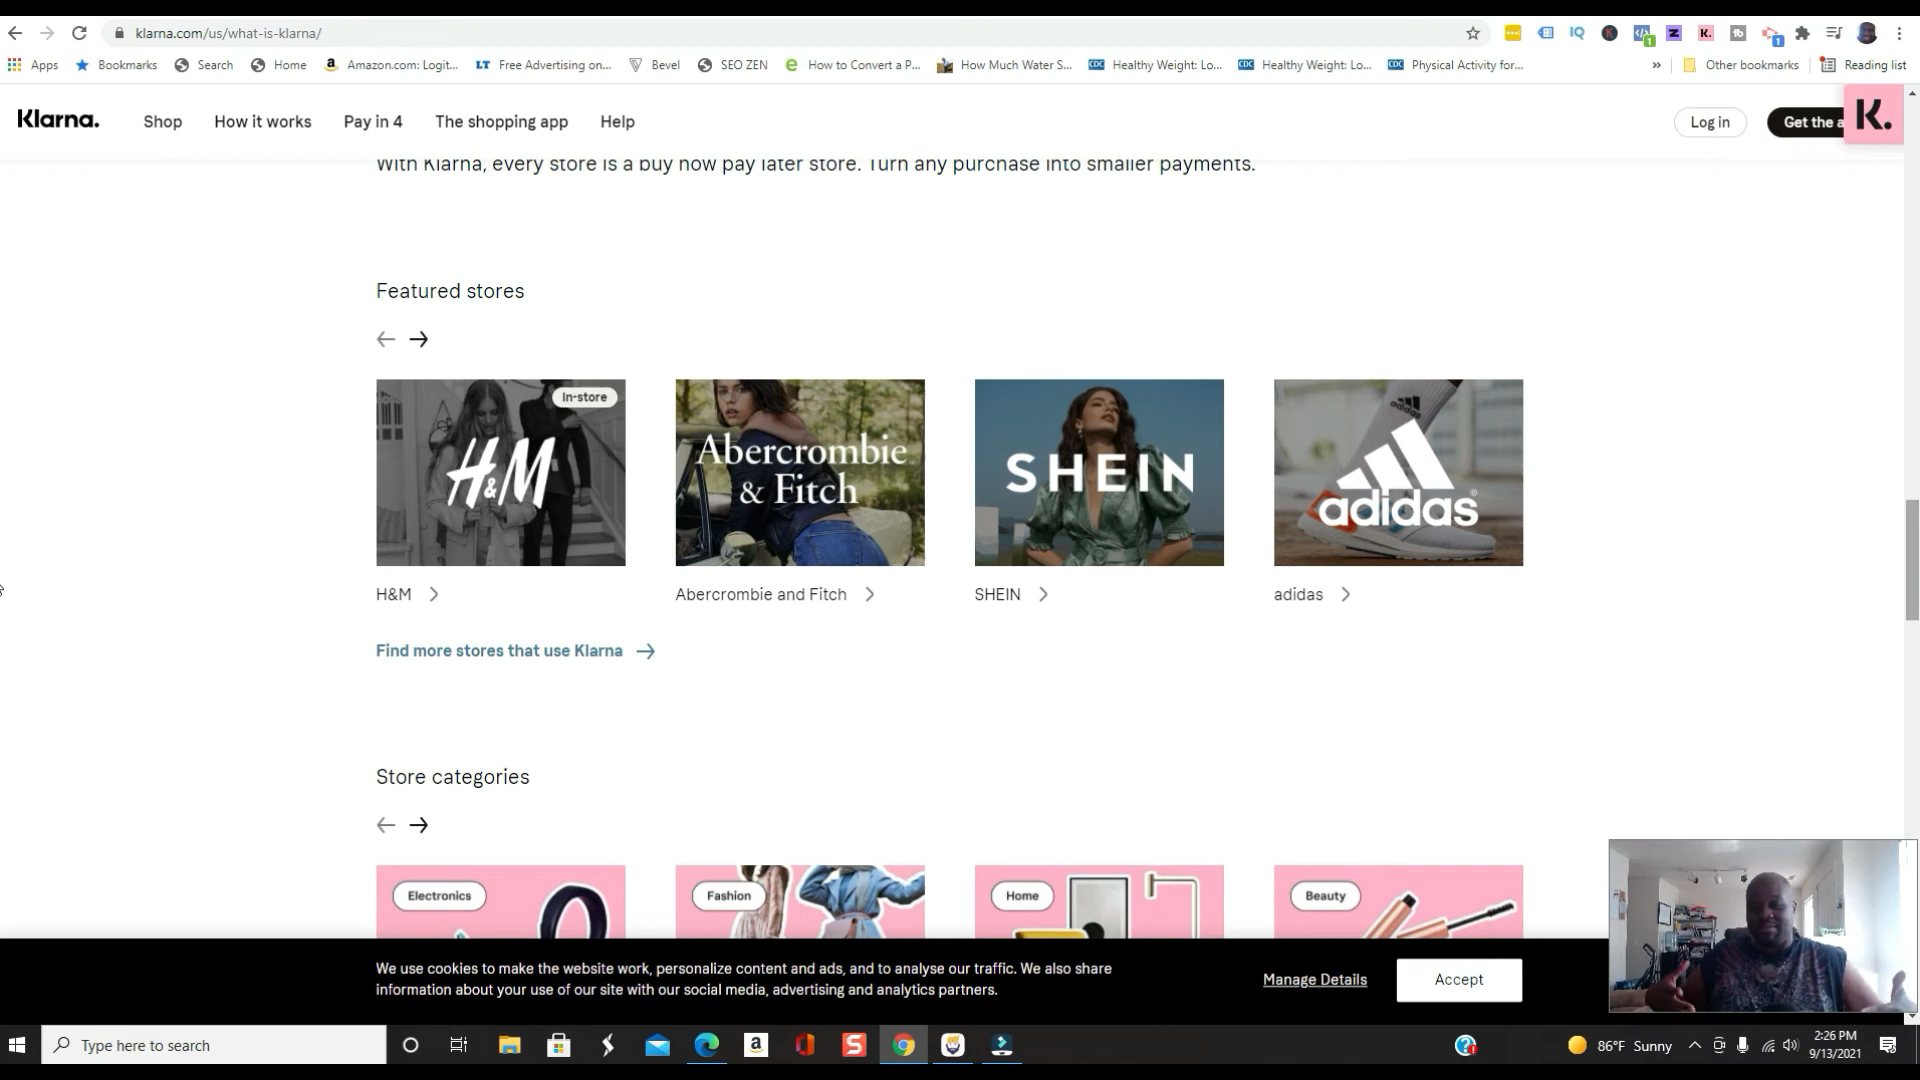 klarna.com/us/what-is-klarna/
Apps
Bookmarks
Search
Home
Amazon.com: Logit...
Free Advertising on...
Bevel
SEO ZEN
How to Convert a P...
How Much Water S...
Healthy Weight: Lo...
Healthy Weight: Lo...
Physical Activity for...
»
Other bookmarks
Reading list
Klarna.
Shop
How it works
Pay in 4
The shopping app
Help
Log in
Get the a
K.
With Klarna, every store is a buy now pay later store. Turn any purchase into smaller payments.
Featured stores
In-store
H&M
Abercrombie
& Fitch
SHEIN
adidas
H&M
Abercrombie and Fitch
SHEIN
adidas
Find more stores that use Klarna
Store categories
Electronics
Fashion
Home
Beauty
We use cookies to make the website work, personalize content and ads, and to analyse our traffic. We also share
information about your use of our site with our social media, advertising and analytics partners.
Manage Details
Accept
Type here to search
86°F Sunny
2:26 PM
9/13/2021